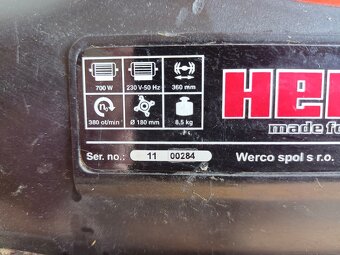 700 W 230 V-50 Hz 360 mm
HE
380 ot/min Ø 180 mm 8,5 kg
made fo
Ser. no.: 11 00284 Werco spol s r.o.